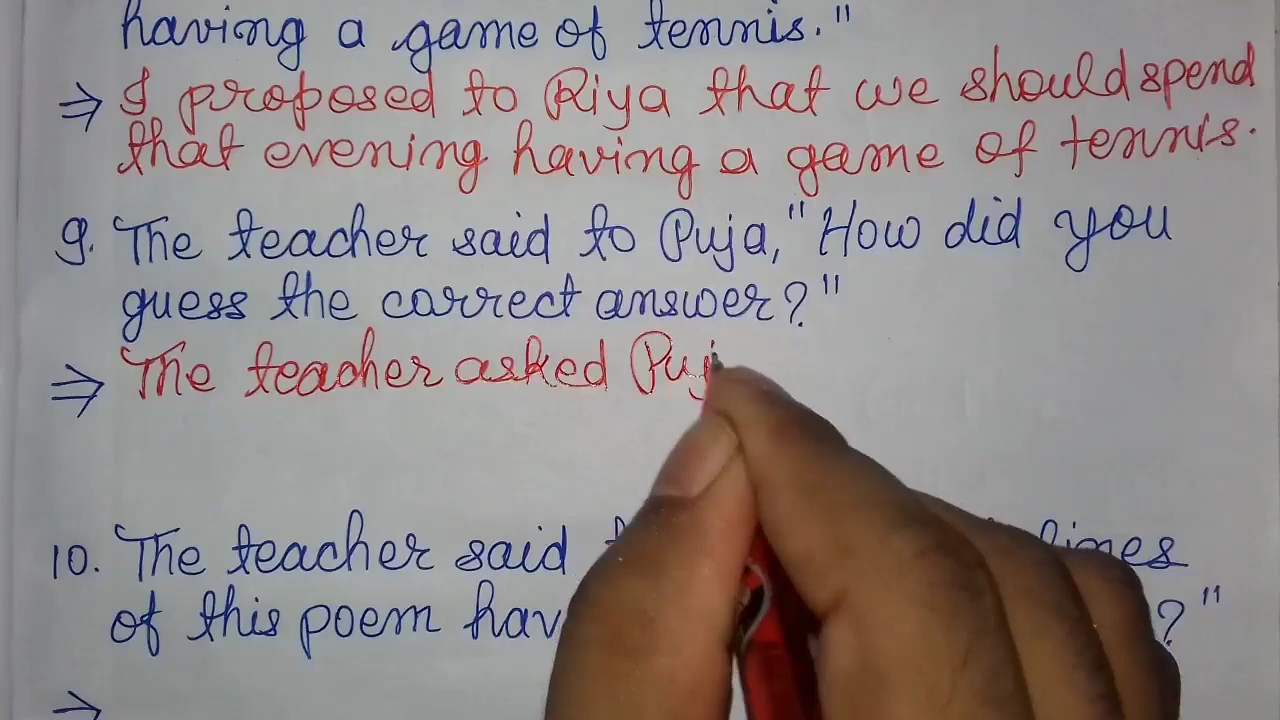 having a game of tennis."
⇒ I proposed to Riya that we should spend
that evening having a game of tennis.
9. The teacher said to Puja, "How did you
guess the correct answer?"
⇒ The teacher asked Puj
10. The teacher said lines
of this poem hav ?"
⇒